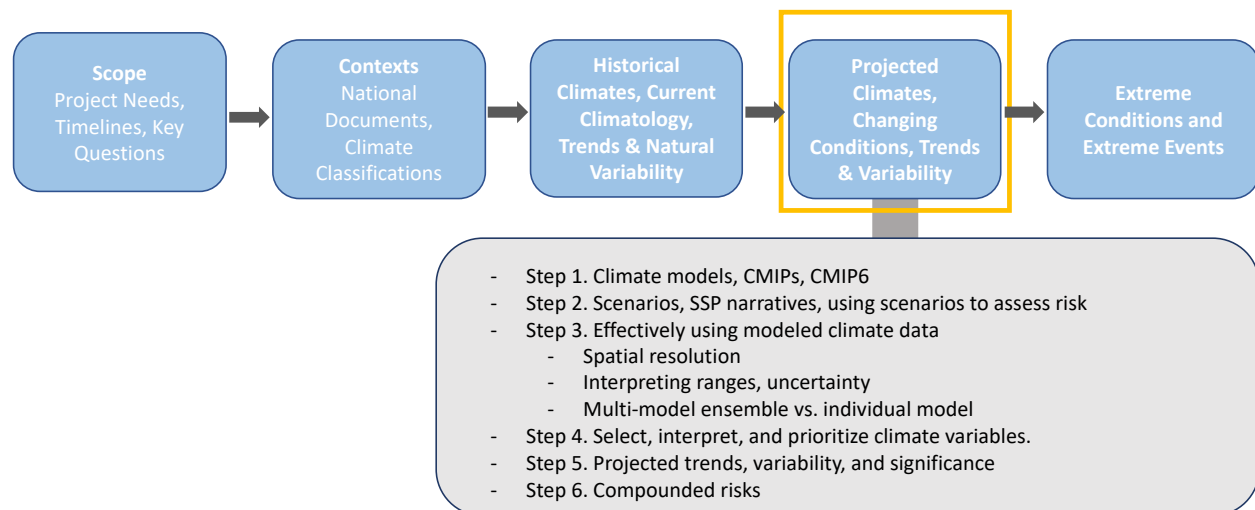 Scope
Project Needs,
Timelines, Key
Questions
Contexts
National
Documents,
Climate
Classifications
Historical
Climates, Current
Climatology,
Trends & Natural
Variability
Projected
Climates,
Changing
Conditions, Trends
& Variability
Extreme
Conditions and
Extreme Events
- Step 1. Climate models, CMIPs, CMIP6
- Step 2. Scenarios, SSP narratives, using scenarios to assess risk
- Step 3. Effectively using modeled climate data
- Spatial resolution
- Interpreting ranges, uncertainty
- Multi-model ensemble vs. individual model
- Step 4. Select, interpret, and prioritize climate variables.
- Step 5. Projected trends, variability, and significance
- Step 6. Compounded risks